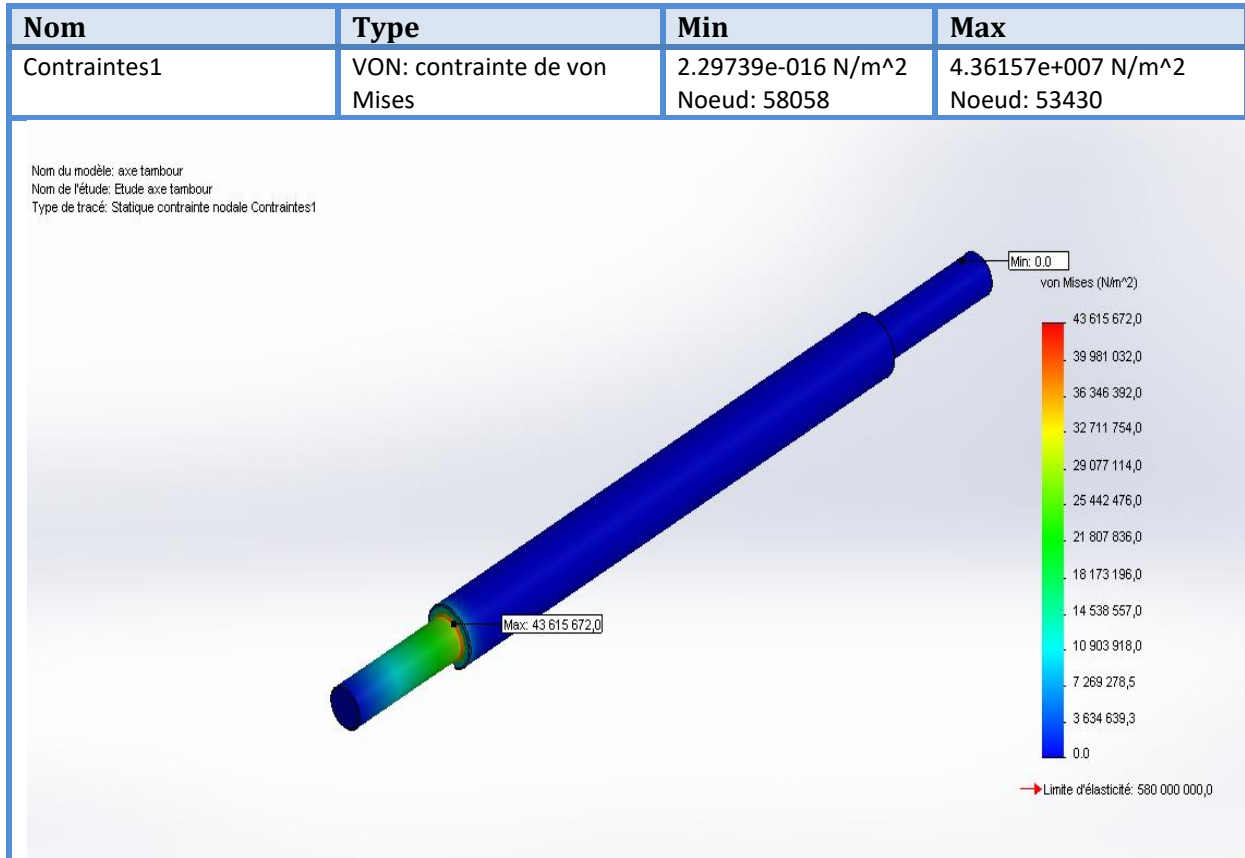 Nom Type Min Max
Contraintes1 VON: contrainte de von 2.29739e-016 N/m^2 4.36157e+007 N/m^2
Mises Noeud: 58058 Noeud: 53430
Nom du modèle: axe tambour
Nom de l'étude: Etude axe tambour
Type de tracé: Statique contrainte nodale Contraintes1
Min: 0.0
von Mises (N/m^2)
43 615 672,0
39 981 032,0
36 346 392,0
32 711 754,0
29 077 114,0
25 442 476,0
21 807 836,0
18 173 196,0
14 538 557,0
Max: 43 615 672,0
10 903 918,0
7 269 278,5
3 634 639,3
0.0
Limite d'élasticité: 580 000 000,0